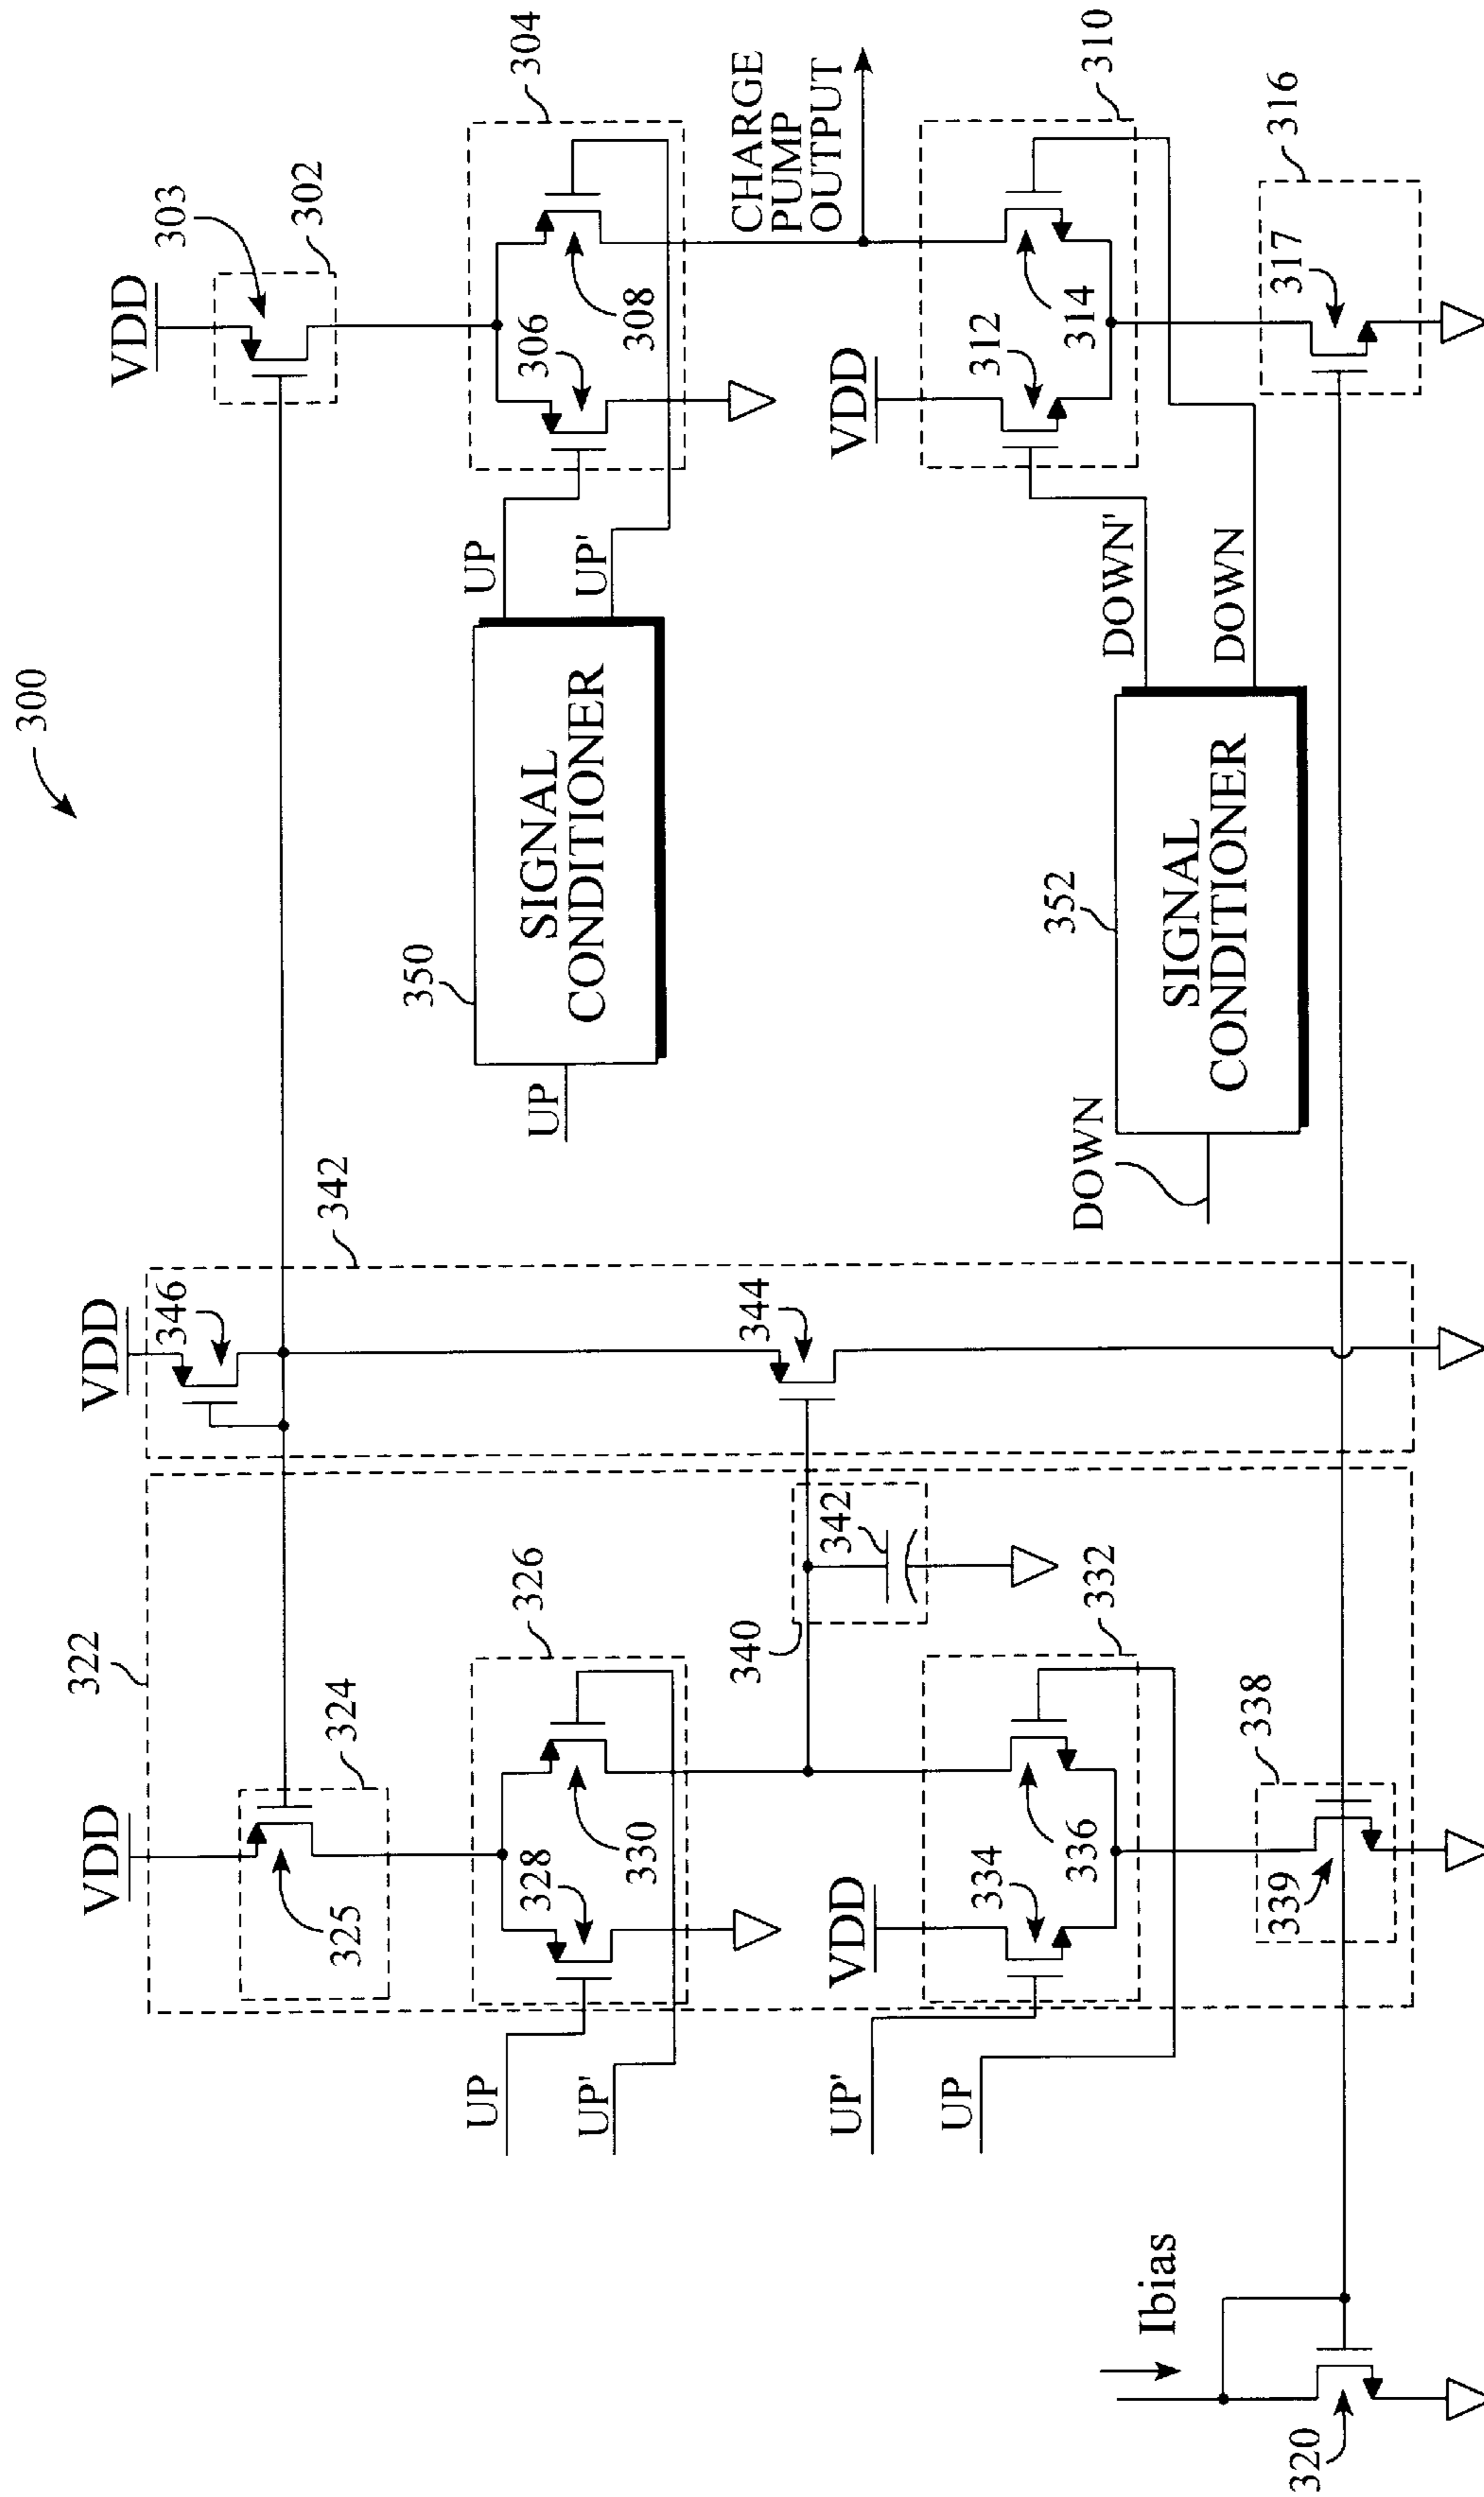 300
VDD
303
302
304
306
308
CHARGE
PUMP
OUTPUT
310
VDD
312
314
316
317
UP
UP'
350
SIGNAL
CONDITIONER
UP
DOWN'
DOWN
352
SIGNAL
CONDITIONER
DOWN
342
VDD
346
344
322
VDD
324
325
326
328
330
340
342
332
VDD
334
336
338
339
UP
UP'
UP'
UP
Ibias
320